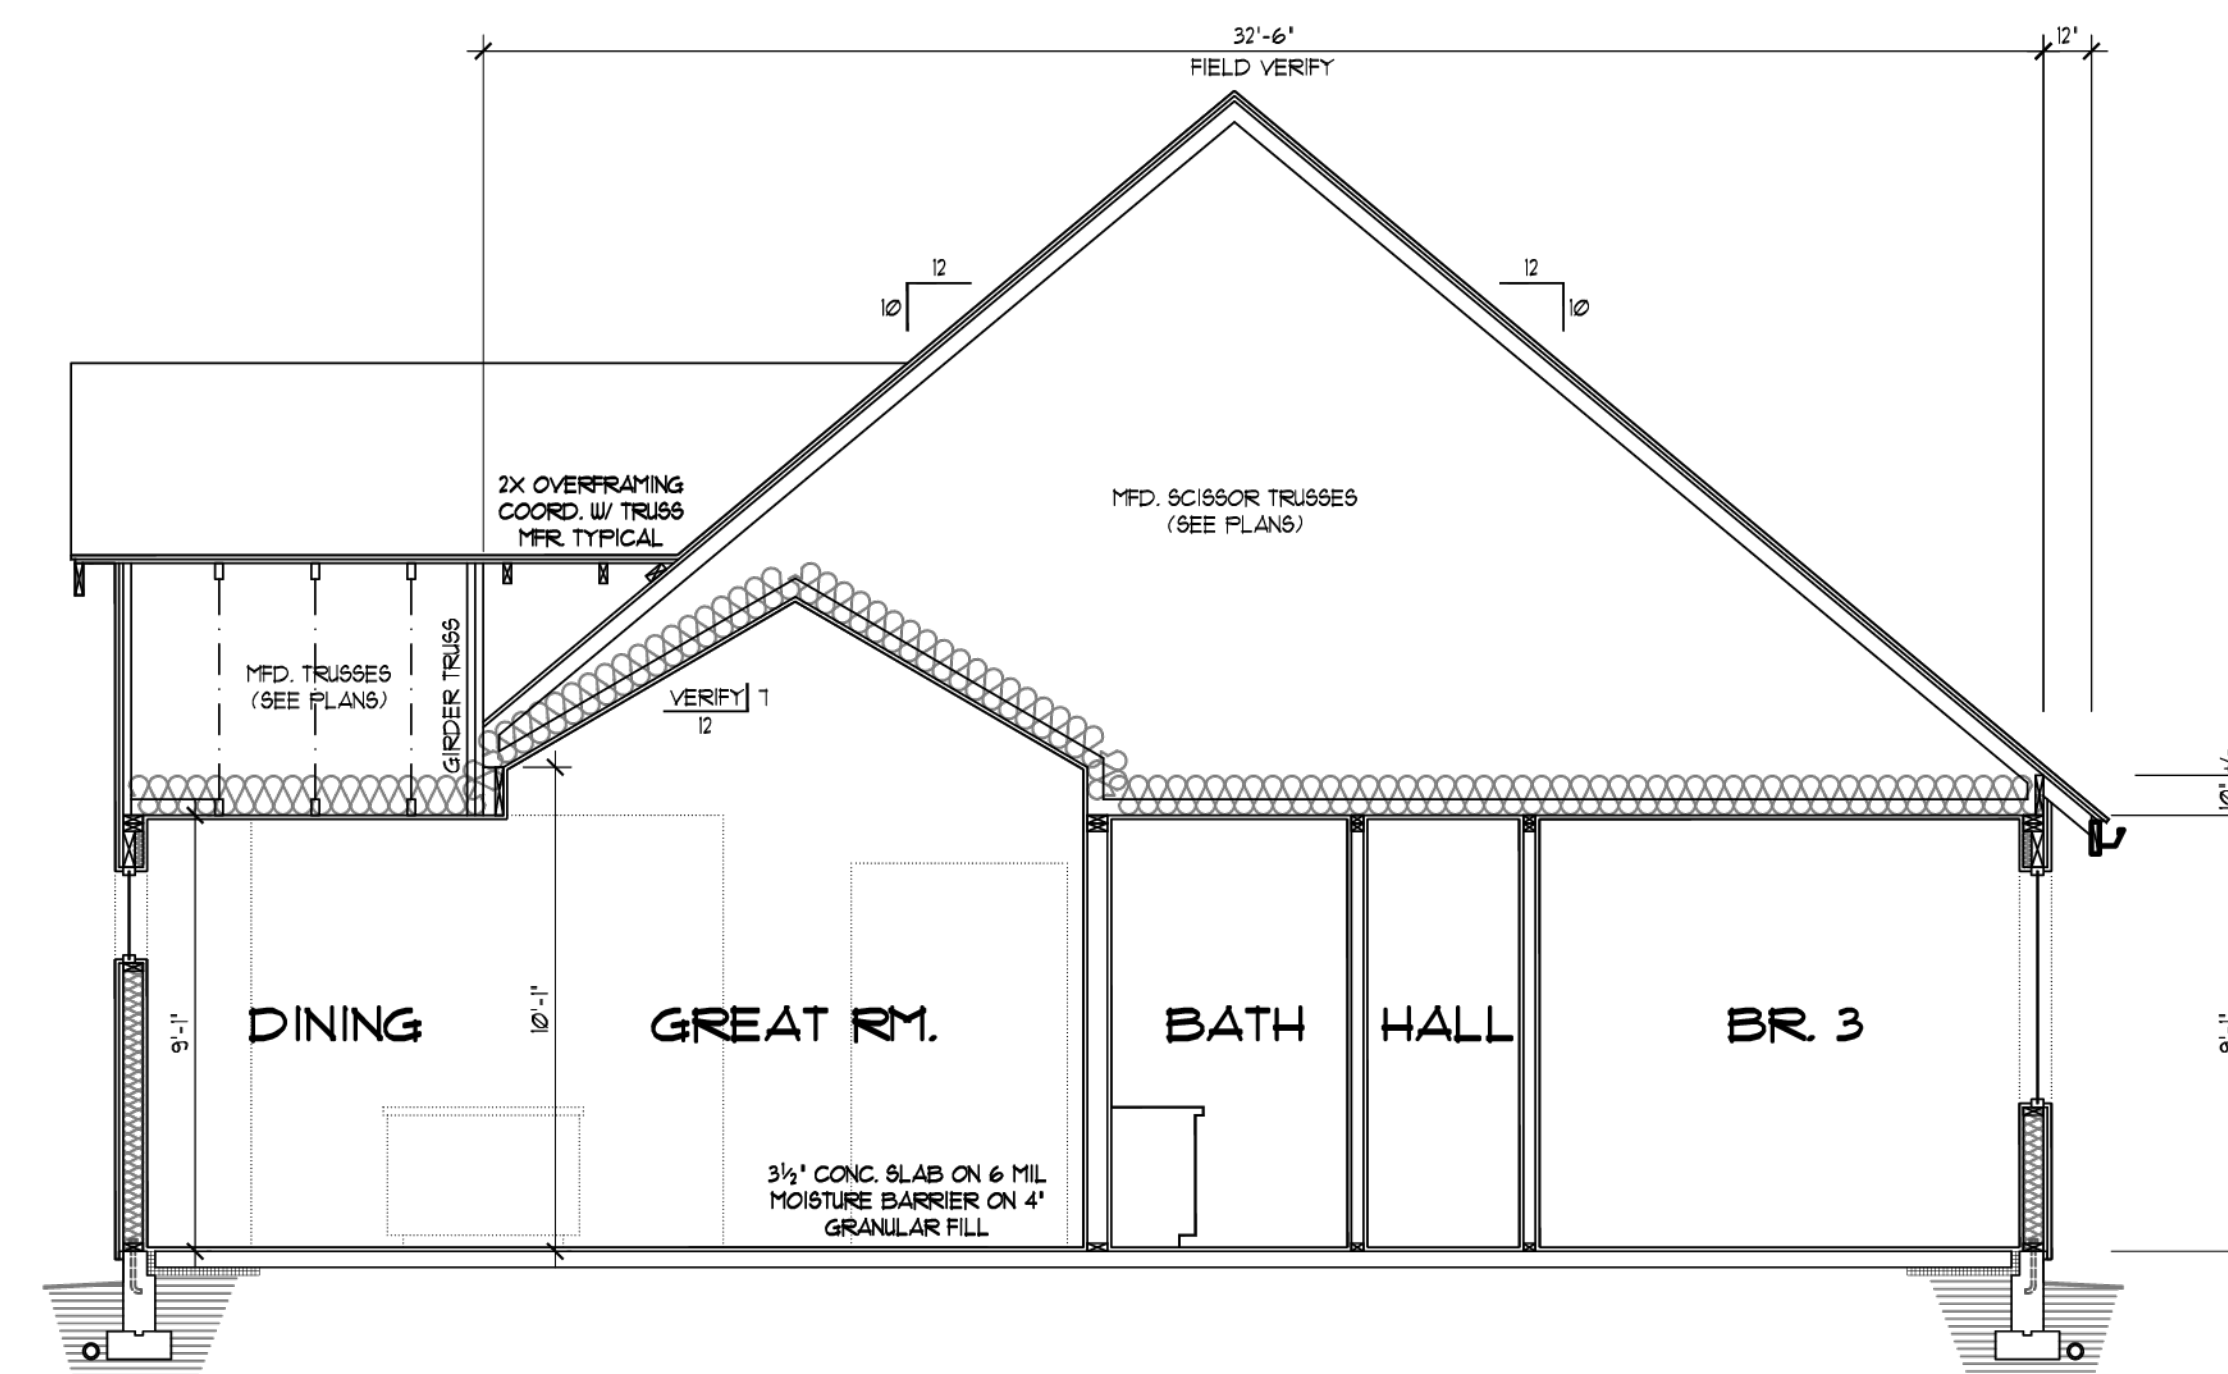 32'-6"
12"
FIELD VERIFY
12
10
12
10
2X OVERFRAMING
COORD. W/ TRUSS
MFR. TYPICAL
MFD. SCISSOR TRUSSES
(SEE PLANS)
MFD. TRUSSES
(SEE PLANS)
GIRDER TRUSS
VERIFY 7
12
9'-1"
10'-1"
DINING
GREAT RM.
BATH
HALL
BR. 3
9'-1"
3½" CONC. SLAB ON 6 MIL
MOISTURE BARRIER ON 4"
GRANULAR FILL